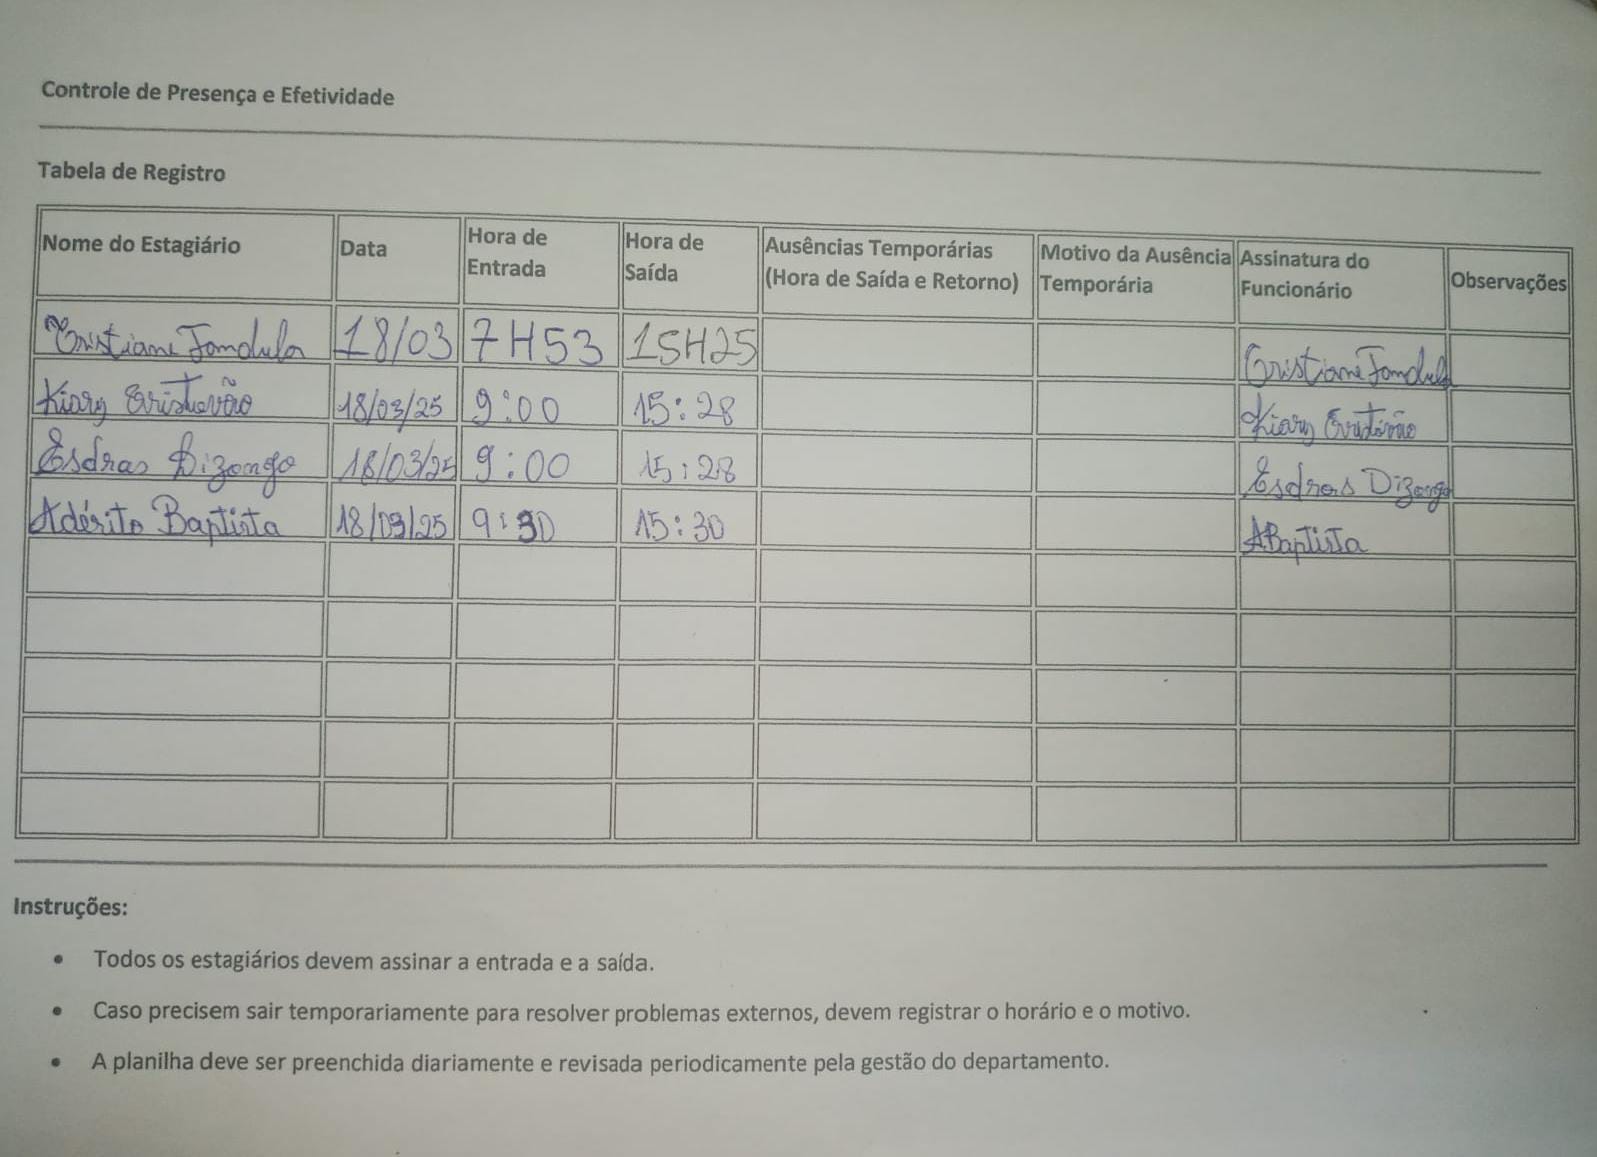 Controle de Presença e Efetividade
Tabela de Registro
Nome do Estagiário Data Hora de Entrada Hora de Saída Ausências Temporárias (Hora de Saída e Retorno) Motivo da Ausência Temporária Assinatura do Funcionário Observações
Cristiane Jamdula 18/03 7H53 15H25 Cristiane Jamdula
Kiary 18/03/25 9:00 15:28 Kiary
Esdras Dizongo 18/03/25 9:00 15:28 Esdras Dizongo
Adérito Baptista 18/03/25 9:30 15:30 ABaptista
Instruções:
• Todos os estagiários devem assinar a entrada e a saída.
• Caso precisem sair temporariamente para resolver problemas externos, devem registrar o horário e o motivo.
• A planilha deve ser preenchida diariamente e revisada periodicamente pela gestão do departamento.